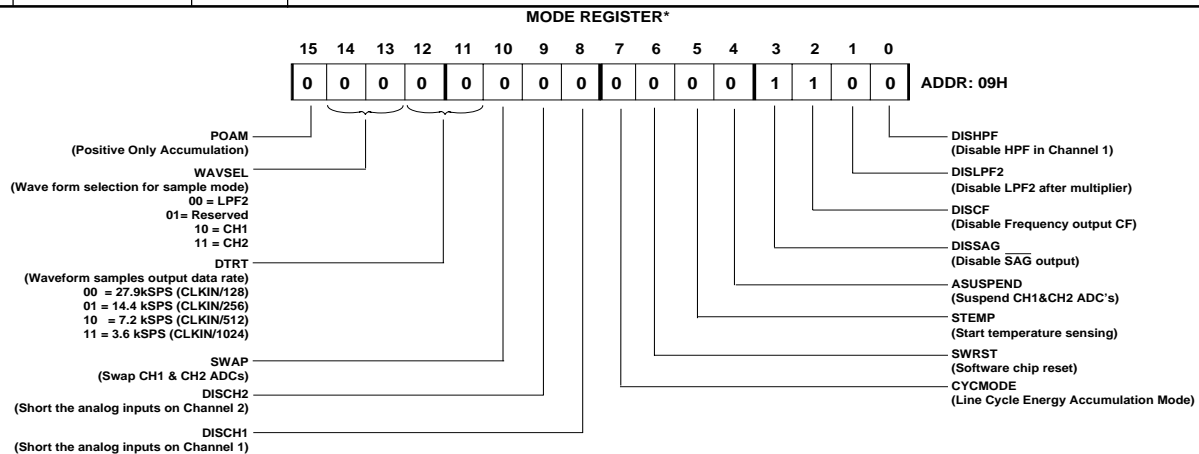 MODE REGISTER*
15 14 13 12 11 10 9 8 7 6 5 4 3 2 1 0
0 0 0 0 0 0 0 0 0 0 0 0 1 1 0 0 ADDR: 09H
POAM
(Positive Only Accumulation)
WAVSEL
(Wave form selection for sample mode)
00 = LPF2
01= Reserved
10 = CH1
11 = CH2
DTRT
(Waveform samples output data rate)
00 = 27.9kSPS (CLKIN/128)
01 = 14.4 kSPS (CLKIN/256)
10 = 7.2 kSPS (CLKIN/512)
11 = 3.6 kSPS (CLKIN/1024)
SWAP
(Swap CH1 & CH2 ADCs)
DISCH2
(Short the analog inputs on Channel 2)
DISCH1
(Short the analog inputs on Channel 1)
DISHPF
(Disable HPF in Channel 1)
DISLPF2
(Disable LPF2 after multiplier)
DISCF
(Disable Frequency output CF)
DISSAG
(Disable SAG output)
ASUSPEND
(Suspend CH1&CH2 ADC's)
STEMP
(Start temperature sensing)
SWRST
(Software chip reset)
CYCMODE
(Line Cycle Energy Accumulation Mode)